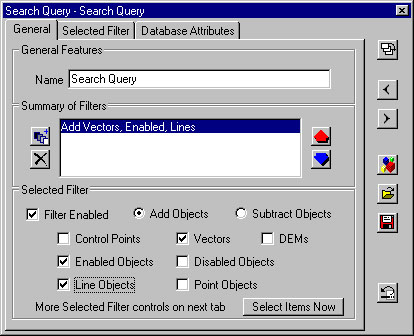 Search Query - Search Query
General Selected Filter Database Attributes
General Features
Name Search Query
Summary of Filters
Add Vectors, Enabled, Lines
Selected Filter
Filter Enabled Add Objects Subtract Objects
Control Points Vectors DEMs
Enabled Objects Disabled Objects
Line Objects Point Objects
More Selected Filter controls on next tab Select Items Now